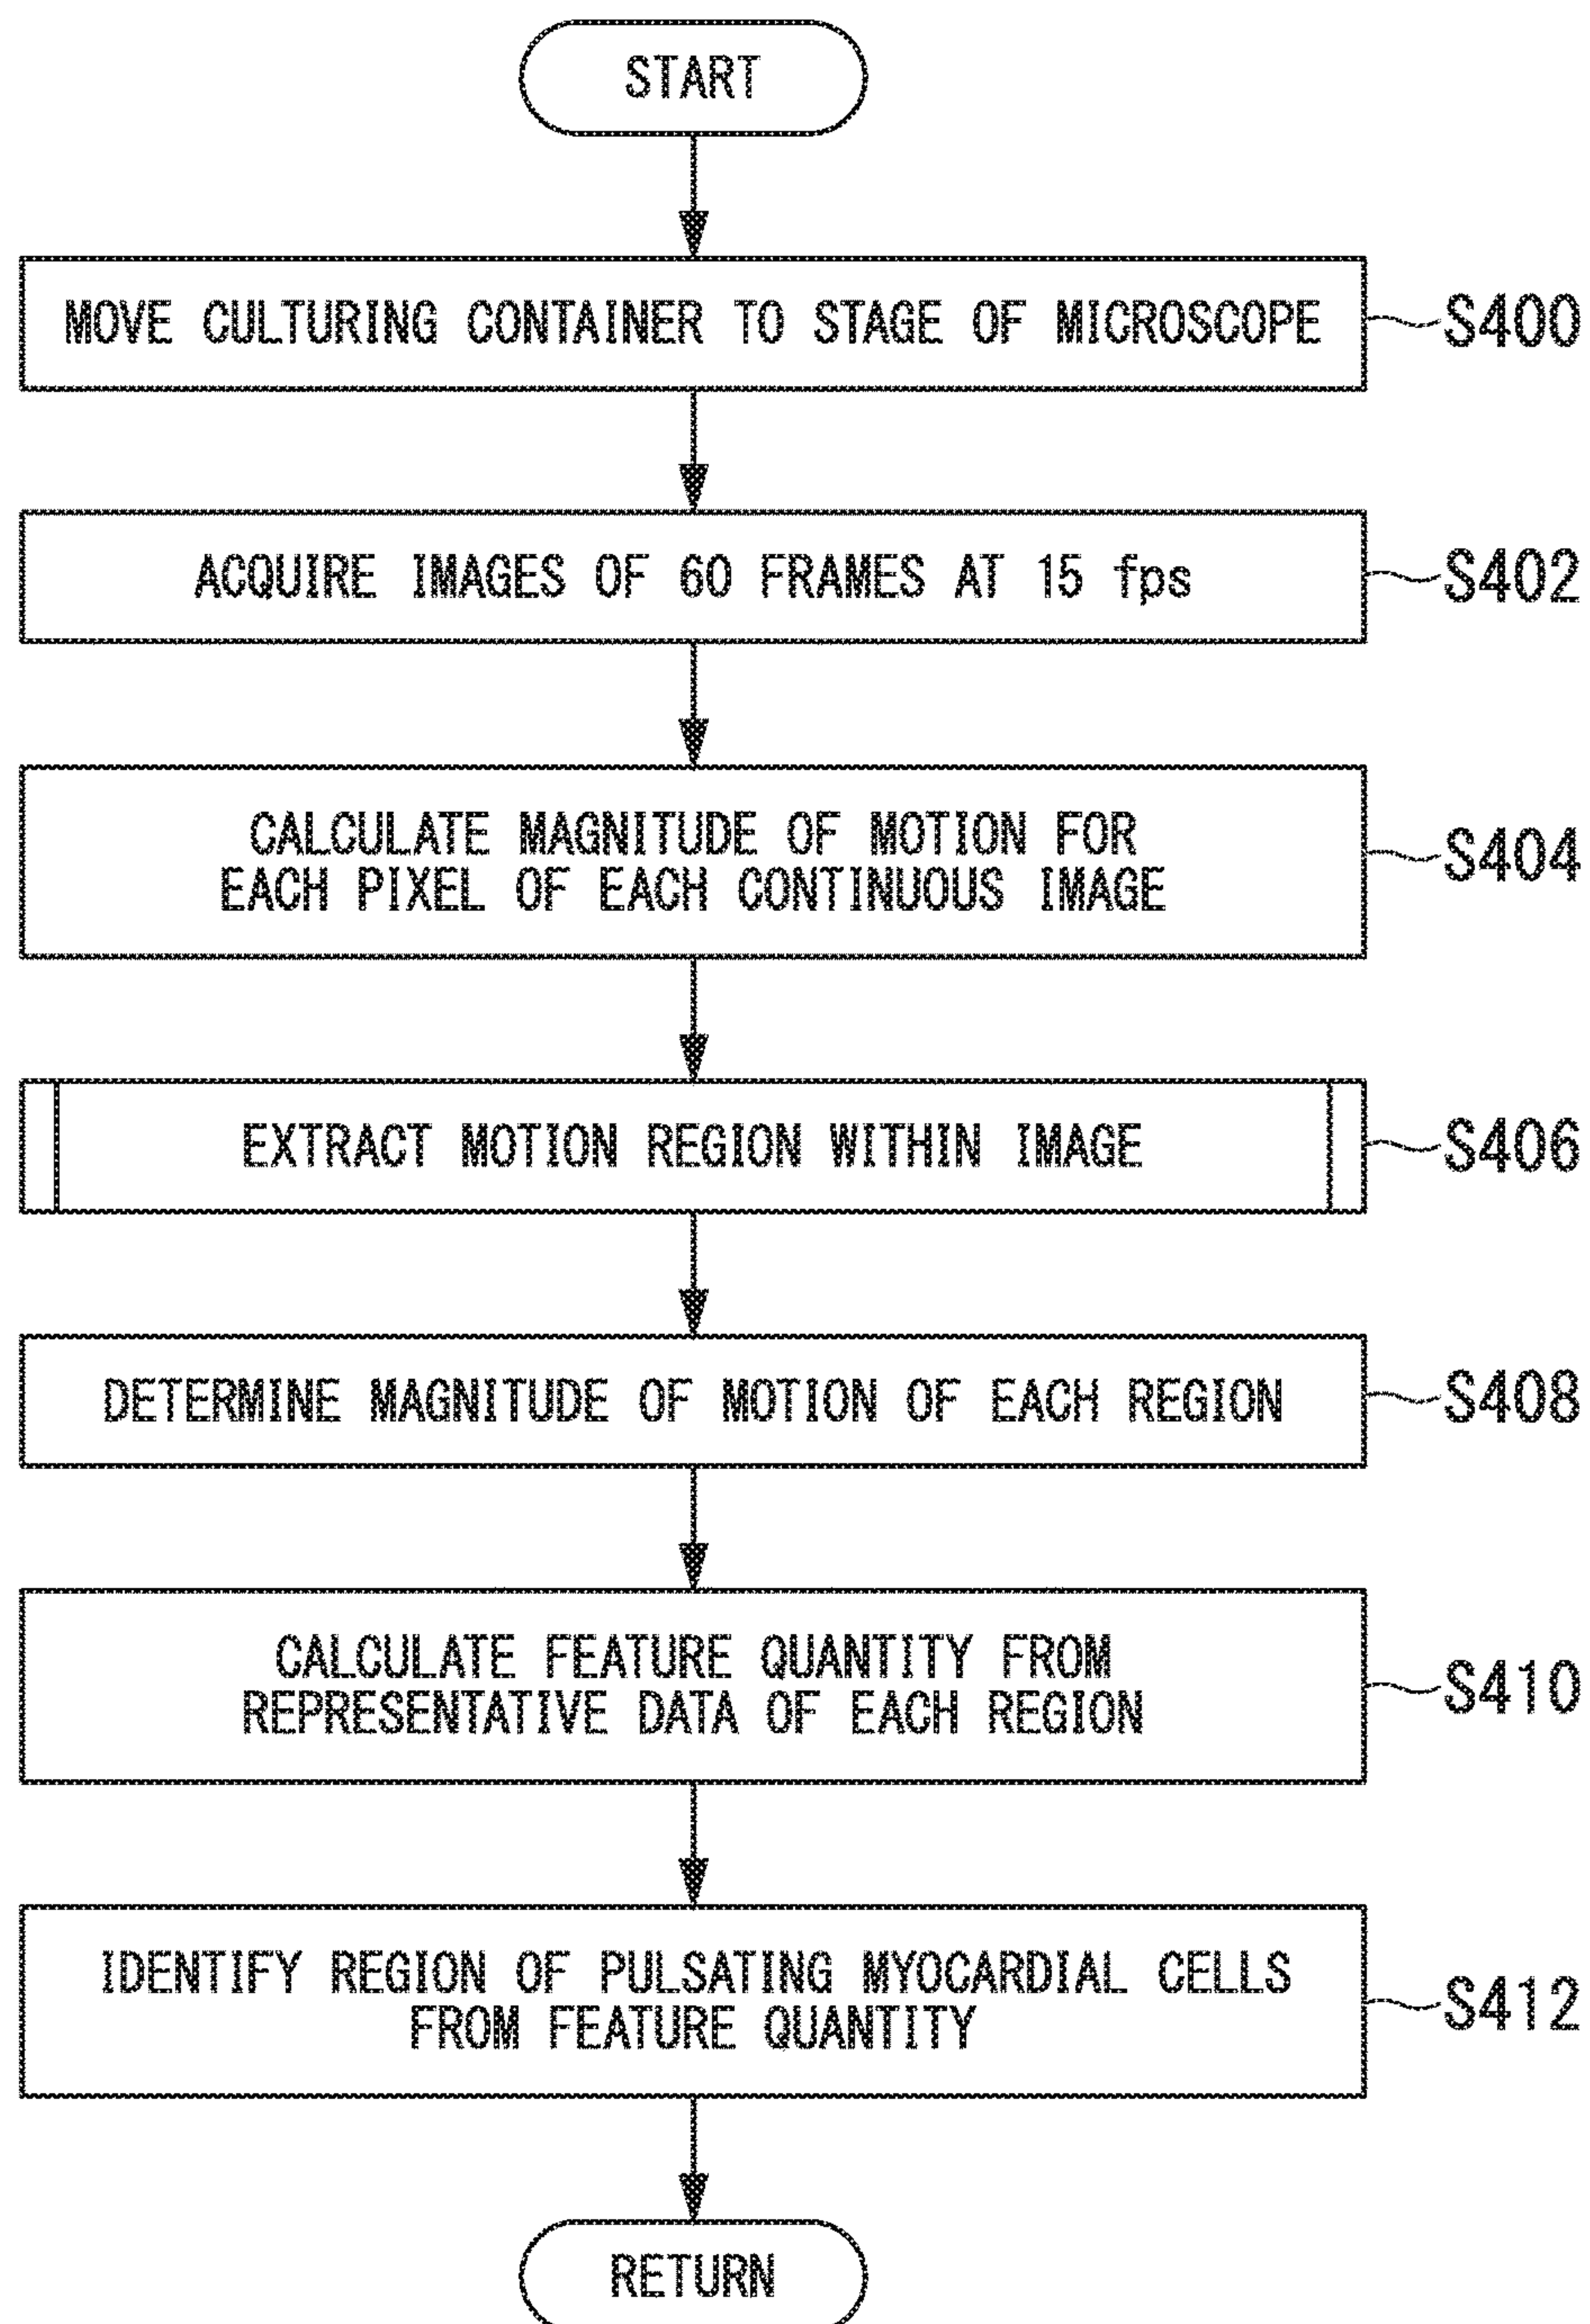 START
MOVE CULTURING CONTAINER TO STAGE OF MICROSCOPE S400
ACQUIRE IMAGES OF 60 FRAMES AT 15 fps S402
CALCULATE MAGNITUDE OF MOTION FOR
EACH PIXEL OF EACH CONTINUOUS IMAGE
S404
EXTRACT MOTION REGION WITHIN IMAGE S406
DETERMINE MAGNITUDE OF MOTION OF EACH REGION S408
CALCULATE FEATURE QUANTITY FROM
REPRESENTATIVE DATA OF EACH REGION
S410
IDENTIFY REGION OF PULSATING MYOCARDIAL CELLS
FROM FEATURE QUANTITY
S412
RETURN